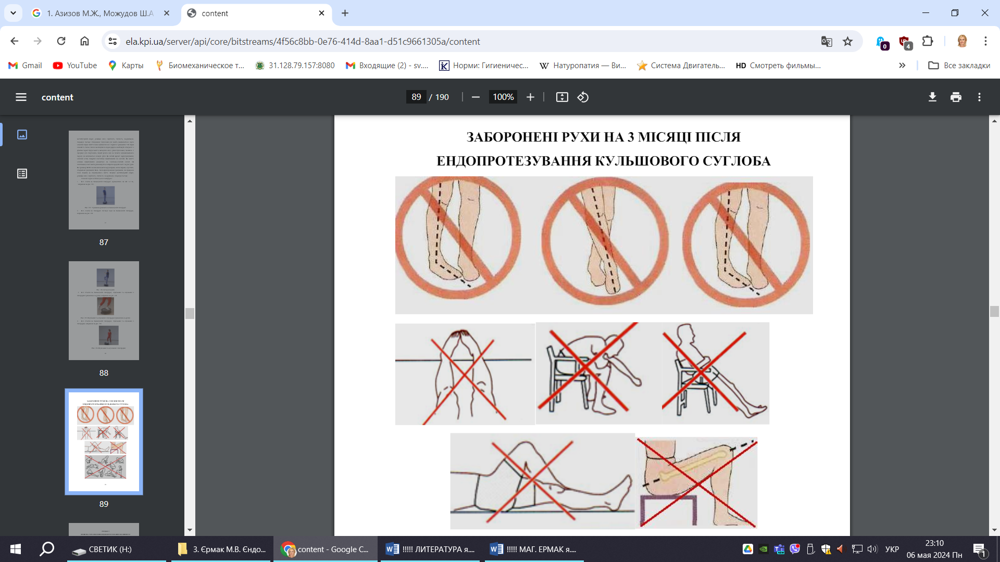 1. Азизов М.Ж., Можудов Ш.А
content
ela.kpi.ua/server/api/core/bitstreams/4f56c8bb-0e76-414d-8aa1-d51c9661305a/content
0
4
Gmail
YouTube
Карты
Биомеханическое т...
31.128.79.157:8080
Входящие (2) - sv....
Норми: Гигиеничес...
Натуропатия — Ви...
Система Двигатель...
HD Смотреть фильмы...
Все закладки
content
89 / 190
100%
87
88
89
ЗАБОРОНЕНІ РУХИ НА 3 МІСЯЦІ ПІСЛЯ
ЕНДОПРОТЕЗУВАННЯ КУЛЬШОВОГО СУГЛОБА
СВЕТИК (H:)
3. Єрмак М.В. Єндо...
content - Google C...
!!!!! ЛИТЕРАТУРА я....
!!!!! МАГ. ЕРМАК я....
УКР
23:10
06 мая 2024 Пн
1